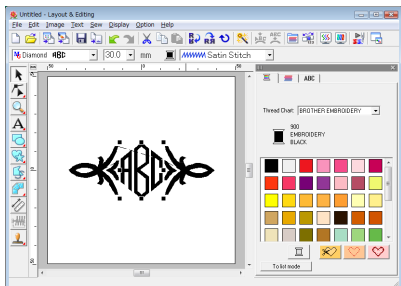 Untitled - Layout & Editing
File Edit Image Text Sew Display Option Help
Diamond ABC 30.0 mm Satin Stitch
ABC
Thread Chart: BROTHER EMBROIDERY
900
EMBROIDERY
BLACK
ABC
To list mode